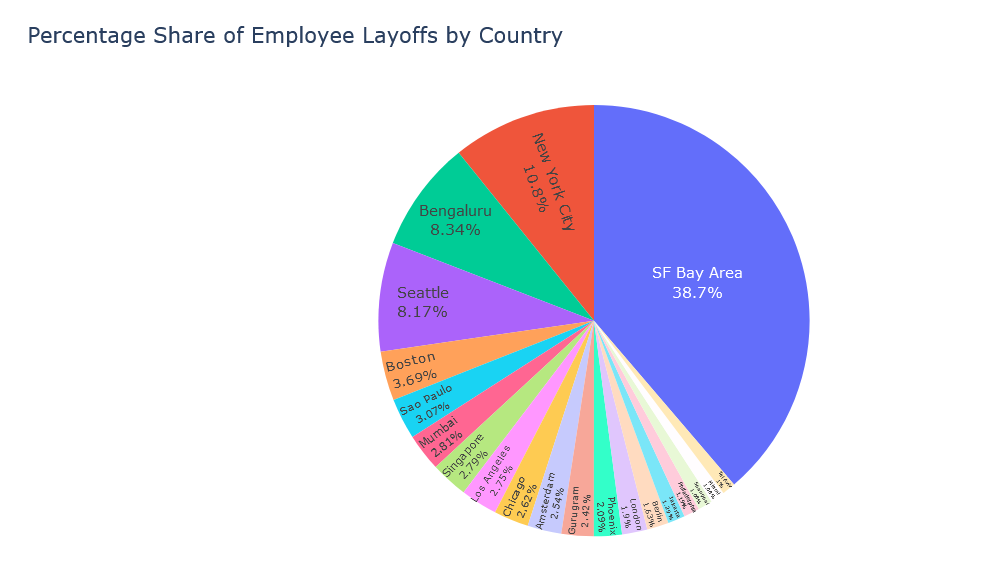 Percentage Share of Employee Layoffs by Country
SF Bay Area
38.7%
New York City
10.8%
Bengaluru
8.34%
Seattle
8.17%
Boston
3.69%
Sao Paulo
3.07%
Mumbai
2.81%
Singapore
2.79%
Los Angeles
2.75%
Chicago
2.62%
Amsterdam
2.54%
Gurugram
2.42%
Phoenix
2.09%
London
1.9%
Berlin
1.63%